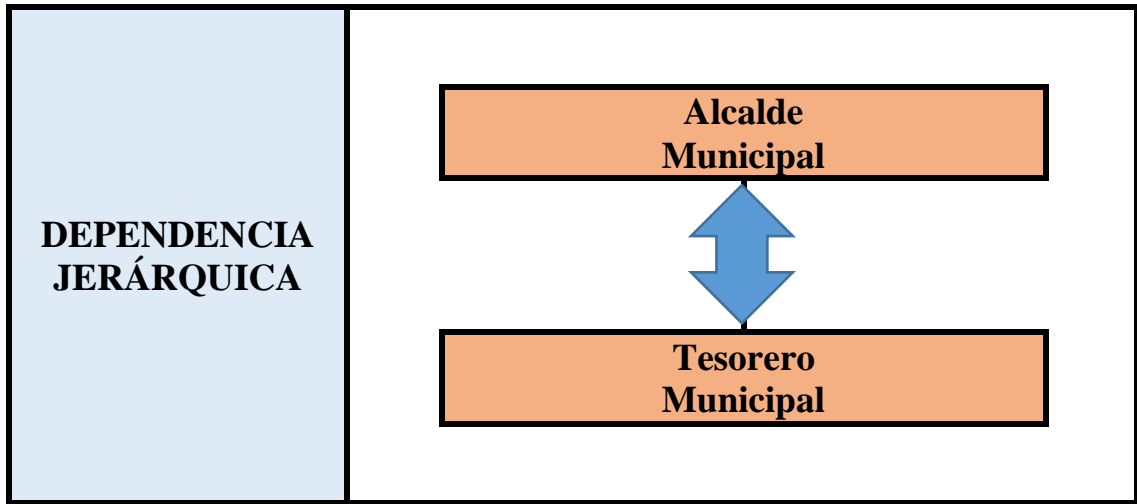 DEPENDENCIA
JERÁRQUICA
Alcalde
Municipal
Tesorero
Municipal